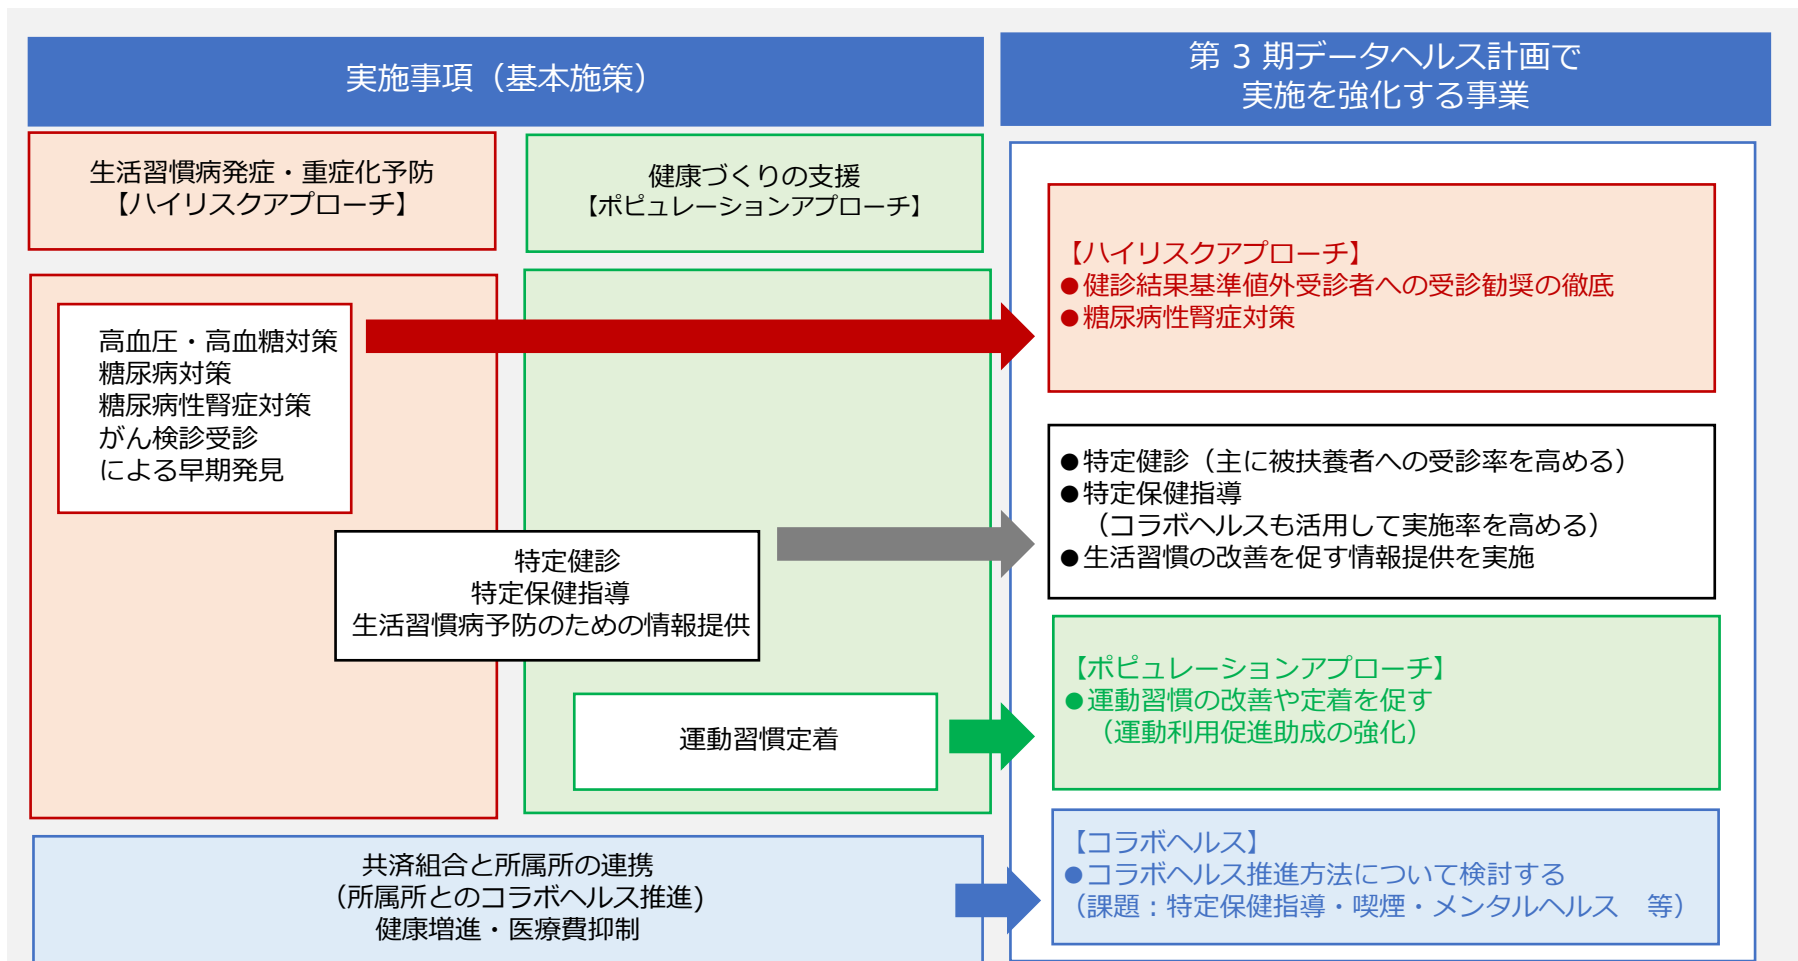 実施事項（基本施策）
第 3 期データヘルス計画で
実施を強化する事業
生活習慣病発症・重症化予防
【ハイリスクアプローチ】
健康づくりの支援
【ポピュレーションアプローチ】
高血圧・高血糖対策
糖尿病対策
糖尿病性腎症対策
がん検診受診
による早期発見
【ハイリスクアプローチ】
●健診結果基準値外受診者への受診勧奨の徹底
●糖尿病性腎症対策
特定健診
特定保健指導
生活習慣病予防のための情報提供
●特定健診（主に被扶養者への受診率を高める）
●特定保健指導
（コラボヘルスも活用して実施率を高める）
●生活習慣の改善を促す情報提供を実施
運動習慣定着
【ポピュレーションアプローチ】
●運動習慣の改善や定着を促す
（運動利用促進助成の強化）
共済組合と所属所の連携
（所属所とのコラボヘルス推進)
健康増進・医療費抑制
【コラボヘルス】
●コラボヘルス推進方法について検討する
（課題：特定保健指導・喫煙・メンタルヘルス　等）